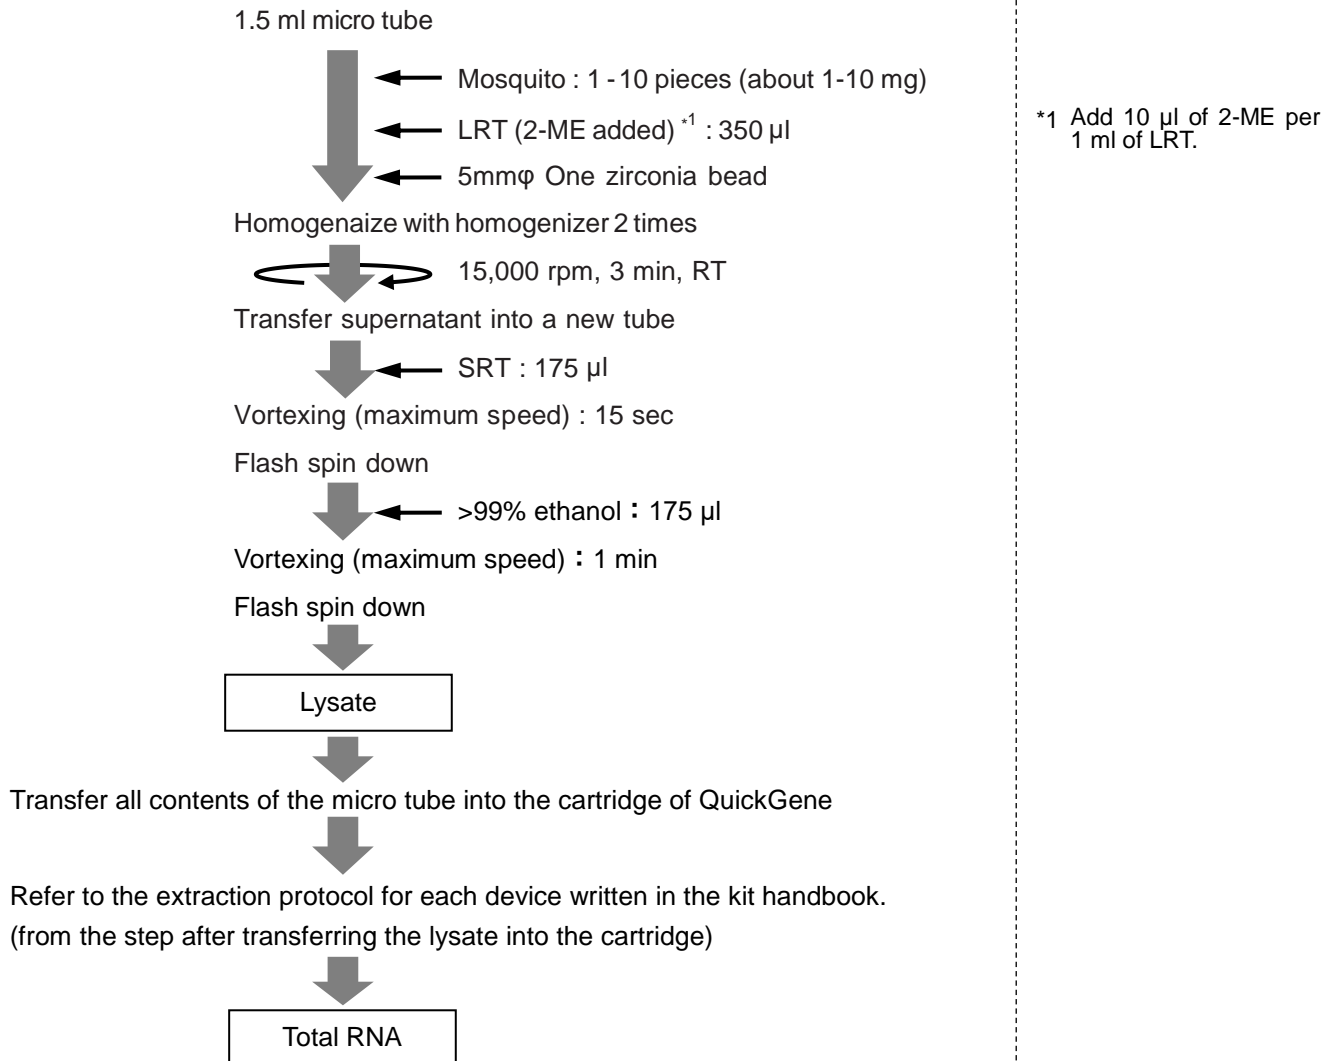 1.5 ml micro tube
Mosquito : 1 - 10 pieces (about 1-10 mg)
LRT (2-ME added) *1 : 350 µl
5mmφ One zirconia bead
Homogenaize with homogenizer 2 times
15,000 rpm, 3 min, RT
Transfer supernatant into a new tube
SRT : 175 µl
Vortexing (maximum speed) : 15 sec
Flash spin down
>99% ethanol：175 µl
Vortexing (maximum speed)：1 min
Flash spin down
Lysate
Transfer all contents of the micro tube into the cartridge of QuickGene
Refer to the extraction protocol for each device written in the kit handbook.
(from the step after transferring the lysate into the cartridge)
Total RNA
*1 Add 10 µl of 2-ME per
1 ml of LRT.